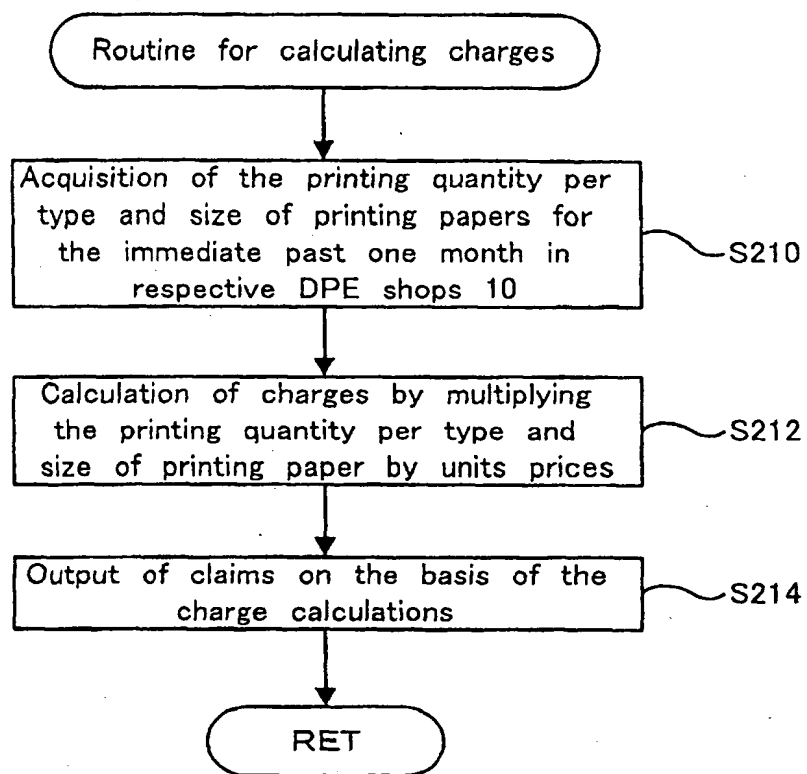 Routine for calculating charges
Acquisition of the printing quantity per
type and size of printing papers for
the immediate past one month in
respective DPE shops 10
S210
Calculation of charges by multiplying
the printing quantity per type and
size of printing paper by units prices
S212
Output of claims on the basis of the
charge calculations
S214
RET